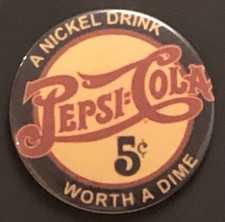 A NICKEL DRINK
PEPSI:COLA
5¢
WORTH A DIME